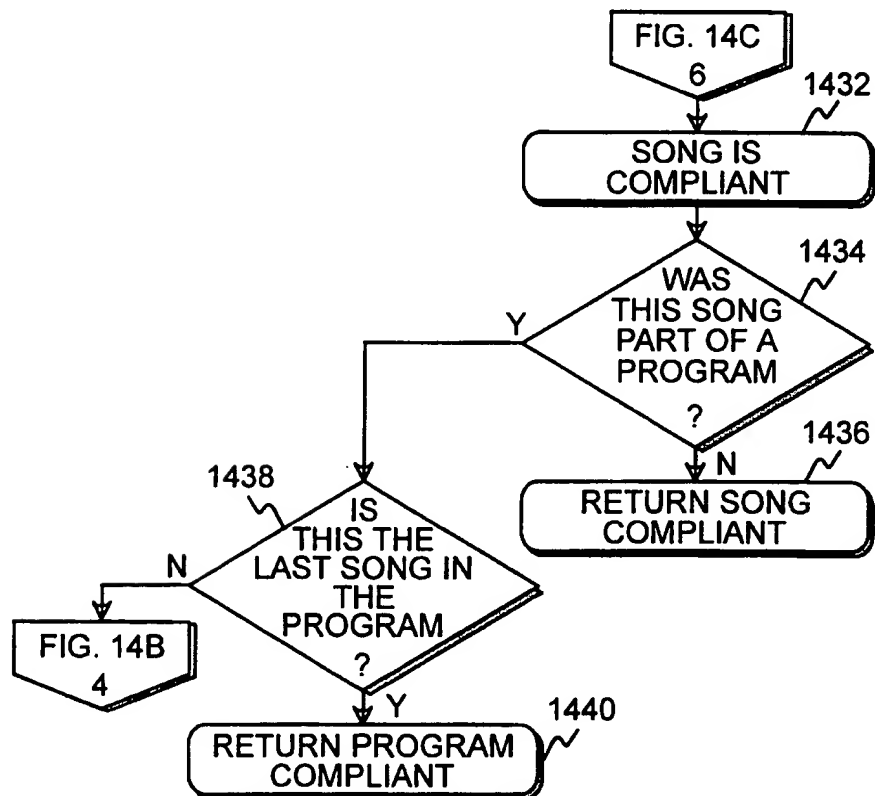 FIG. 14C
6
1432
SONG IS
COMPLIANT
1434
WAS
THIS SONG
PART OF A
PROGRAM
?
Y
N
1436
RETURN SONG
COMPLIANT
1438
IS
THIS THE
LAST SONG IN
THE
PROGRAM
?
N
FIG. 14B
4
Y
1440
RETURN PROGRAM
COMPLIANT